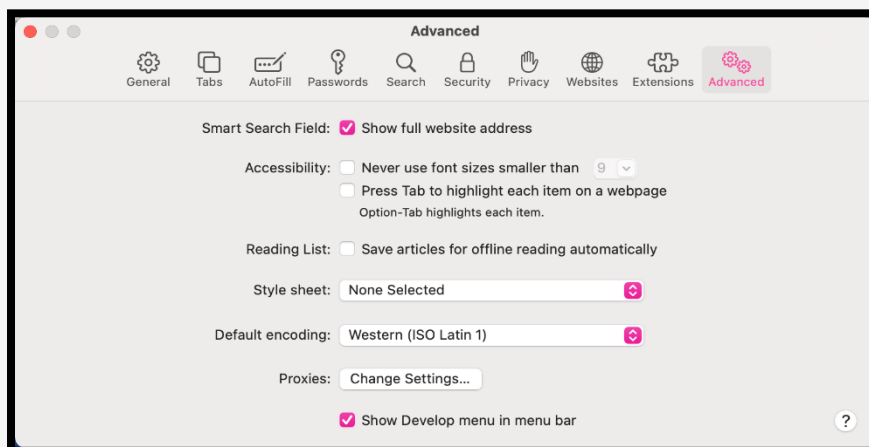 Advanced
General Tabs AutoFill Passwords Search Security Privacy Websites Extensions Advanced
Smart Search Field: Show full website address
Accessibility: Never use font sizes smaller than 9
Press Tab to highlight each item on a webpage
Option-Tab highlights each item.
Reading List: Save articles for offline reading automatically
Style sheet: None Selected
Default encoding: Western (ISO Latin 1)
Proxies: Change Settings...
Show Develop menu in menu bar ?